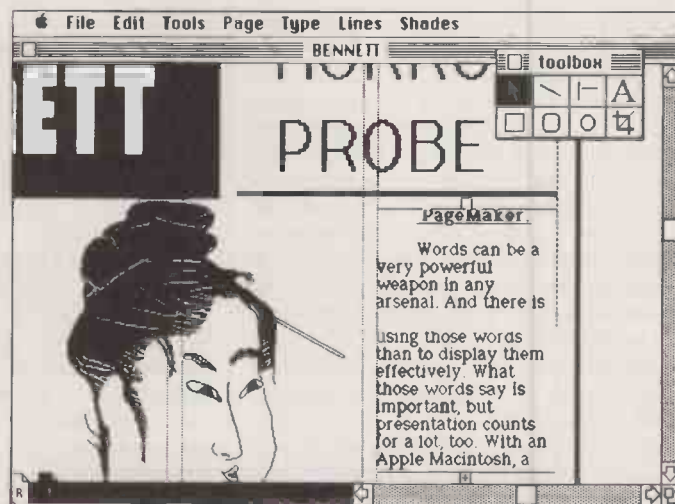 File Edit Tools Page Type Lines Shades
BENNETT
toolbox
A
ETT
PROBE
PageMaker.
Words can be a
very powerful
weapon in any
arsenal. And there is
using those words
than to display them
effectively. What
those words say is
important, but
presentation counts
for a lot, too. With an
Apple Macintosh, a
R